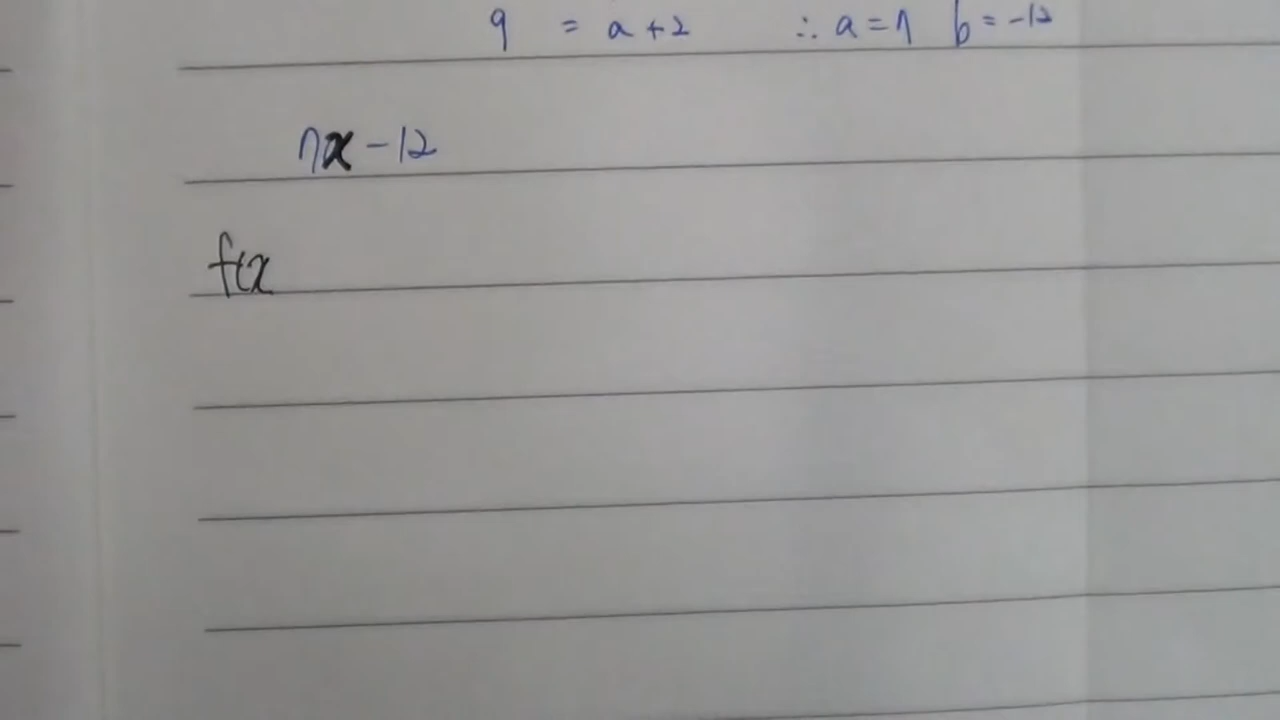 9 = a+2 ∴ a=7 b=-12
7x-12
f(x